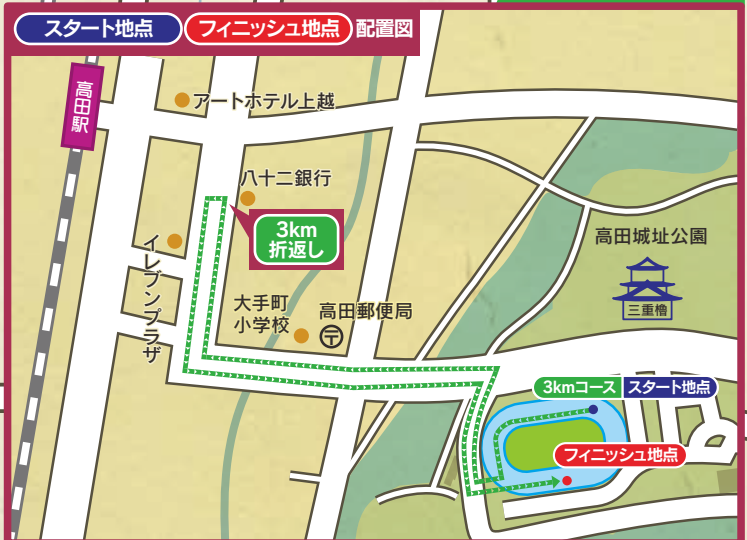 スタート地点 フィニッシュ地点 配置図
高田駅
アートホテル上越
八十二銀行
3km
折返し
イレブンプラザ
大手町
小学校
高田郵便局
〒
高田城址公園
三重櫓
3kmコース スタート地点
フィニッシュ地点